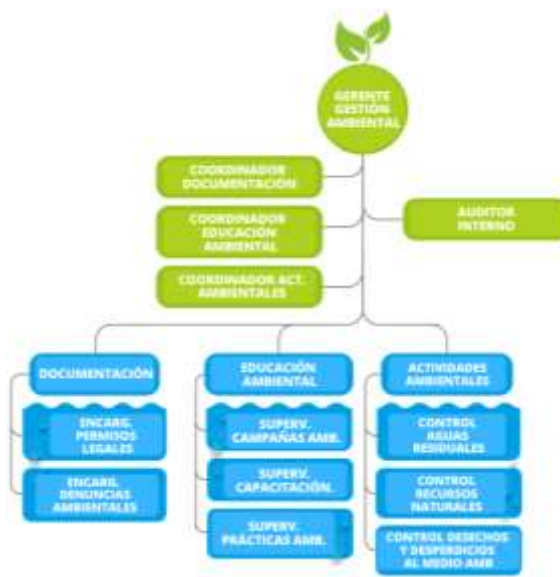 GERENTE
GESTIÓN
AMBIENTAL
COORDINADOR
DOCUMENTACIÓN
COORDINADOR
EDUCACIÓN
AMBIENTAL
COORDINADOR ACT.
AMBIENTALES
AUDITOR
INTERNO
DOCUMENTACIÓN
ENCARG.
PERMISOS
LEGALES
ENCARG.
DENUNCIAS
AMBIENTALES
EDUCACIÓN
AMBIENTAL
SUPERV.
CAMPAÑAS AMB.
SUPERV.
CAPACITACIÓN.
SUPERV.
PRÁCTICAS AMB.
ACTIVIDADES
AMBIENTALES
CONTROL
AGUAS
RESIDUALES
CONTROL
RECURSOS
NATURALES
CONTROL DESECHOS
Y DESPERDICIOS
AL MEDIO AMB